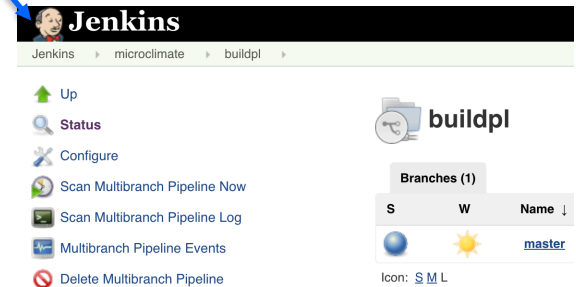 Jenkins
Jenkins microclimate buildpl
Up
Status
Configure
Scan Multibranch Pipeline Now
Scan Multibranch Pipeline Log
Multibranch Pipeline Events
Delete Multibranch Pipeline
buildpl
Branches (1)
S W Name ↓
master
Icon: S M L